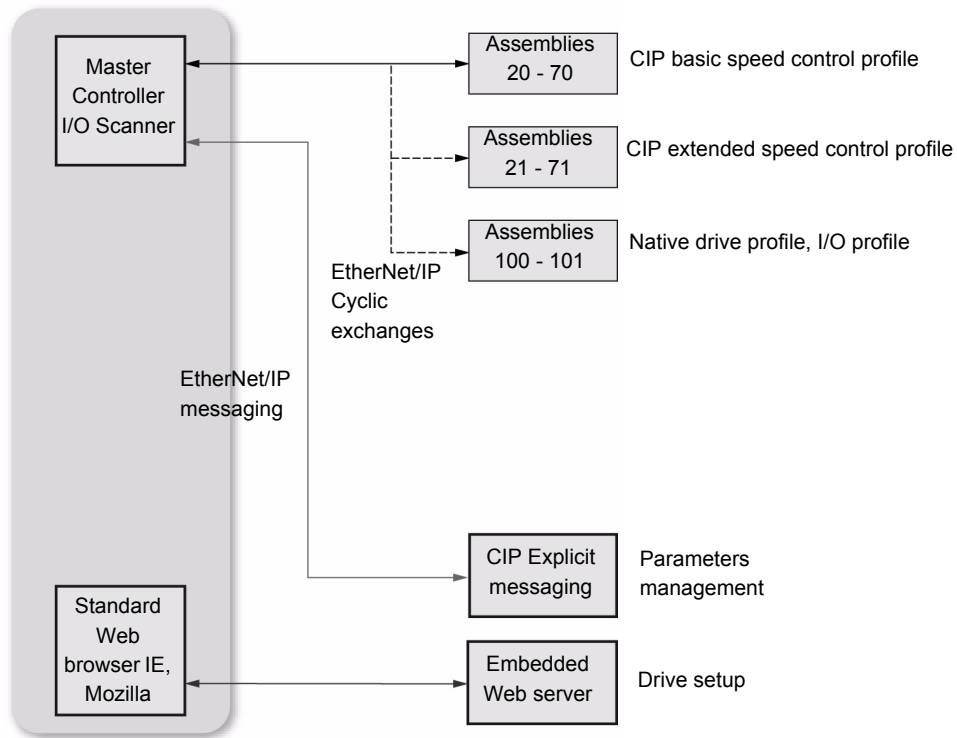 Master
Controller
I/O Scanner
Assemblies
20 - 70
CIP basic speed control profile
Assemblies
21 - 71
CIP extended speed control profile
Assemblies
100 - 101
Native drive profile, I/O profile
EtherNet/IP
Cyclic
exchanges
EtherNet/IP
messaging
CIP Explicit
messaging
Parameters
management
Standard
Web
browser IE,
Mozilla
Embedded
Web server
Drive setup